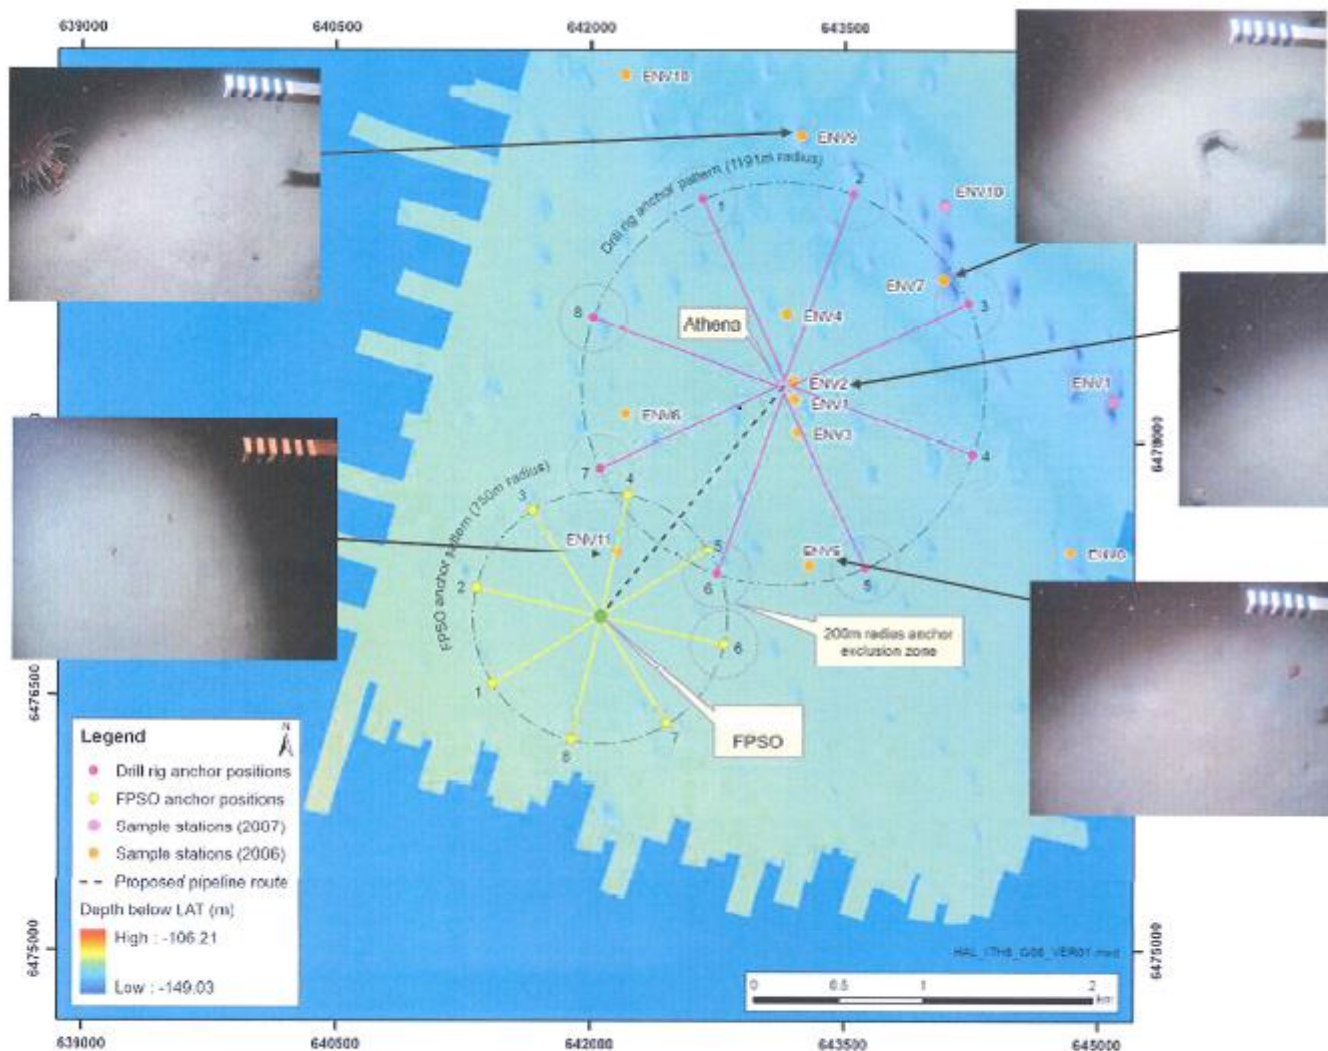 639000
640500
642000
643500
ENV10
ENV9
Drill rig anchor pattern (1191m radius)
1
2
ENV10
ENV7
3
8
Athena
ENV4
ENV2
ENV1
ENV1
ENV6
ENV3
6478000
7
4
FPSO anchor pattern (750m radius)
3
4
ENV11
5
ENV5
2
6
5
6
200m radius anchor
exclusion zone
6476500
1
7
8
FPSO
Legend
N
Drill rig anchor positions
FPSO anchor positions
Sample stations (2007)
Sample stations (2006)
Proposed pipeline route
Depth below LAT (m)
High : -106.21
Low : -149.03
6475000
6475000
0
0.5
1
2
km
639000
640500
642000
643500
645000